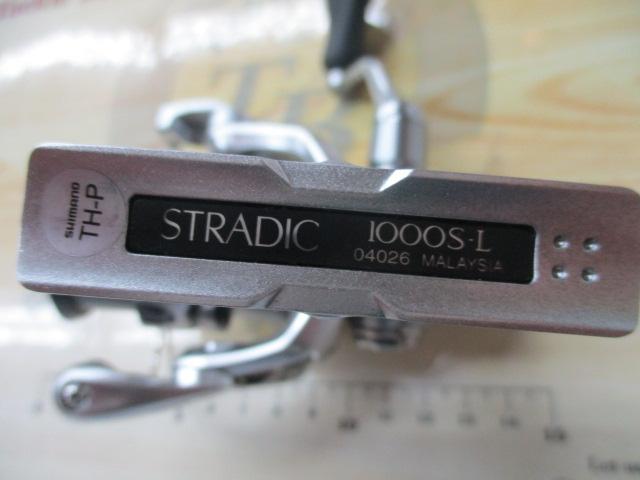 SHIMANO
TH-P
STRADIC 1000S-L
04026 MALAYSIA